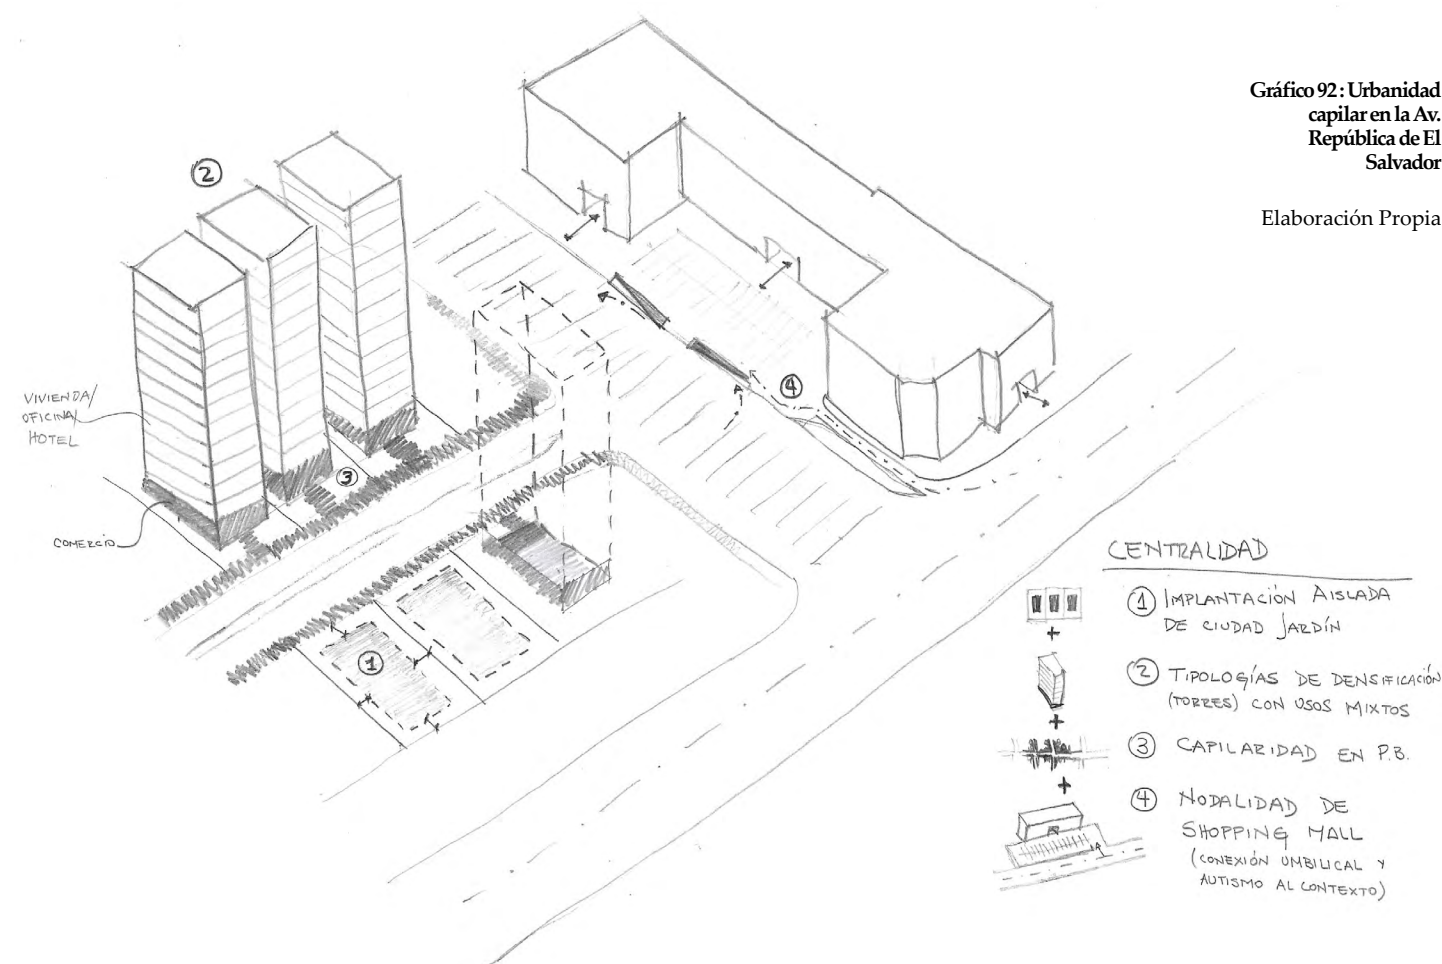 Gráfico 92 : Urbanidad
capilar en la Av.
República de El
Salvador
Elaboración Propia
2
VIVIENDA/
OFICINA/
HOTEL
3
COMERCIO
1
4
CENTRALIDAD
1 IMPLANTACIÓN AISLADA
DE CIUDAD JARDÍN
+
2 TIPOLOGÍAS DE DENSIFICACIÓN
(TORRES) CON USOS MIXTOS
+
3 CAPILARIDAD EN P.B.
+
4 NODALIDAD DE
SHOPPING MALL
(CONEXIÓN UMBILICAL Y
AUTISMO AL CONTEXTO)